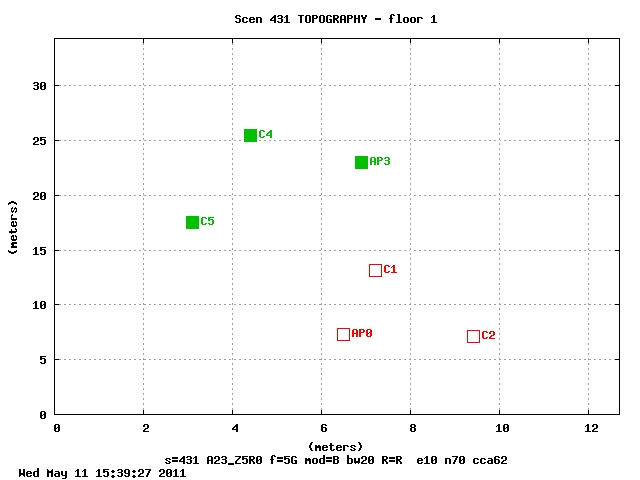 Scen 431 TOPOGRAPHY - floor 1
30
25
20
15
10
5
0
C4
AP3
C5
C1
AP0
C2
0 2 4 6 8 10 12
(meters)
(meters)
s=431 A23_Z5R0 f=5G mod=B bw20 R=R e10 n70 cca62
Wed May 11 15:39:27 2011